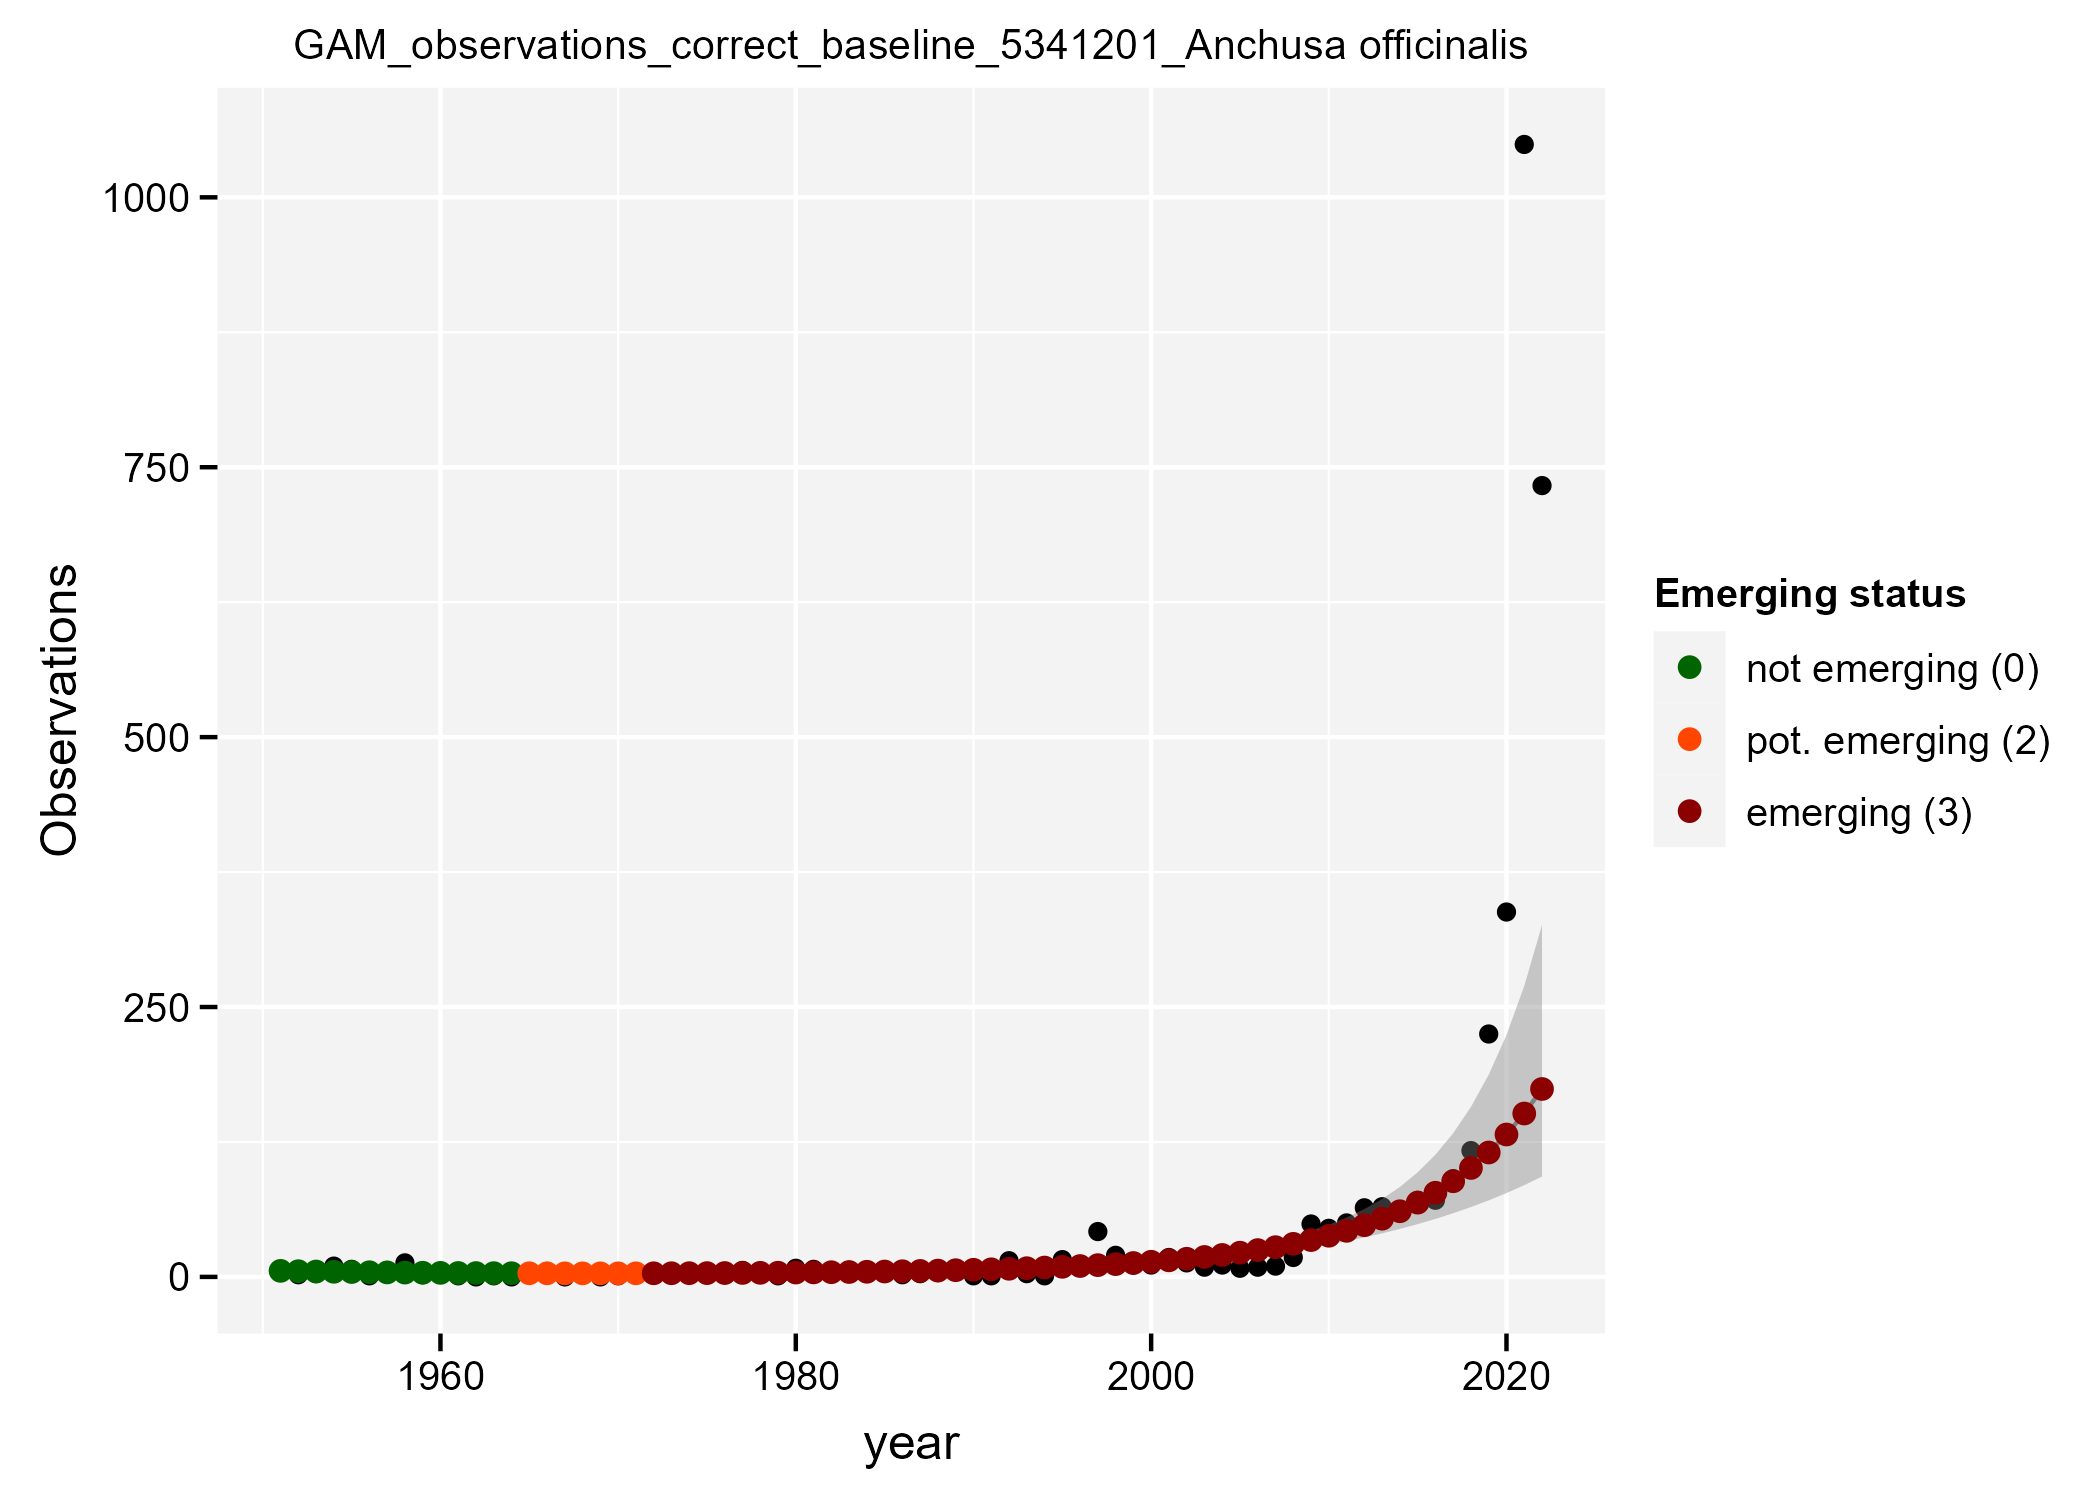 GAM_observations_correct_baseline_5341201_Anchusa officinalis
Observations
1000
750
500
250
0
1960
1980
2000
2020
year
Emerging status
not emerging (0)
pot. emerging (2)
emerging (3)